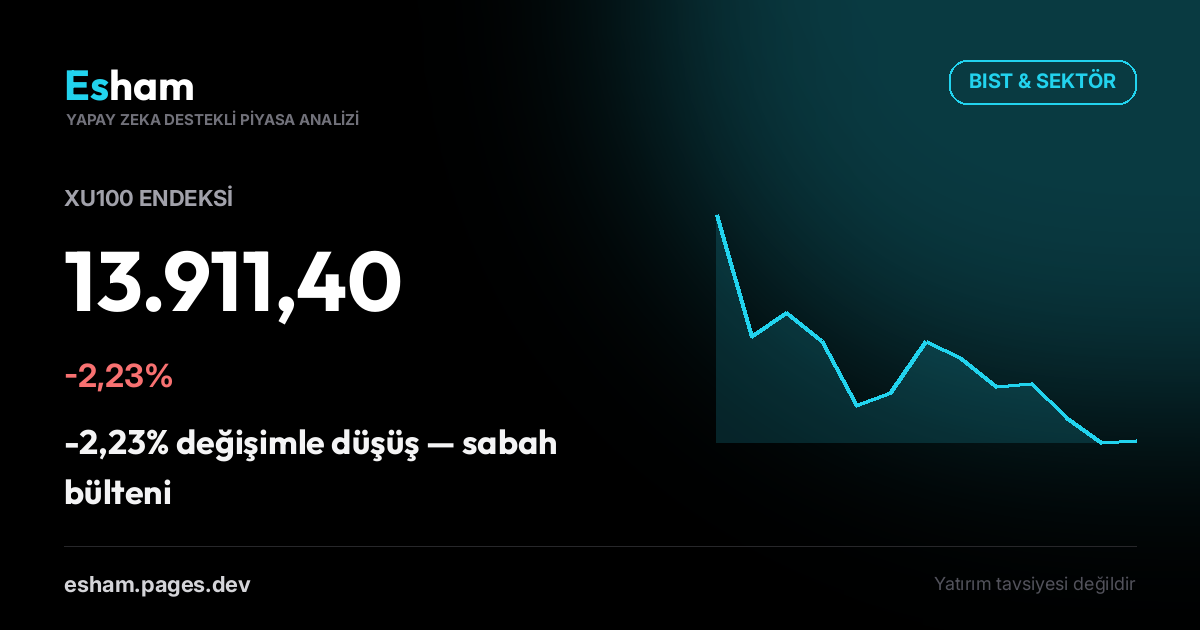 Esham
YAPAY ZEKA DESTEKLİ PİYASA ANALİZİ
BIST & SEKTÖR
XU100 ENDEKSİ
13.911,40
-2,23%
-2,23% değişimle düşüş — sabah
bülteni
esham.pages.dev
Yatırım tavsiyesi değildir